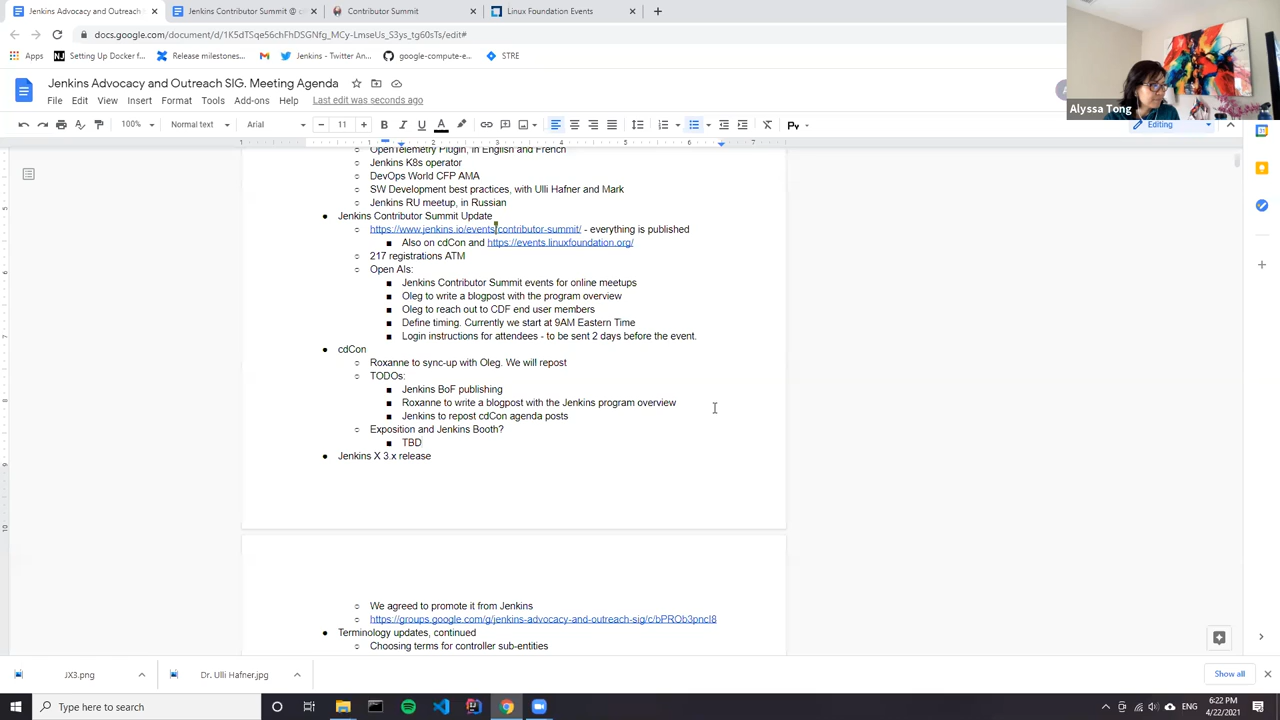 Jenkins Advocacy and Outreach S
Jenkins Contributor Summit @ c
Contributor Summit
Linux Foundation Events
docs.google.com/document/d/1K5dTSqe56chFhDSGNfg_MCy-LmseUs_S3ys_tg60sTs/edit#
Apps
Setting Up Docker f...
Release milestones...
Jenkins - Twitter An...
google-compute-e...
STRE
Alyssa Tong
Jenkins Advocacy and Outreach SIG. Meeting Agenda
File Edit View Insert Format Tools Add-ons Help Last edit was seconds ago
100% Normal text Arial 11 Editing
OpenTelemetry Plugin, in English and French
Jenkins K8s operator
DevOps World CFP AMA
SW Development best practices, with Ulli Hafner and Mark
Jenkins RU meetup, in Russian
Jenkins Contributor Summit Update
https://www.jenkins.io/events/contributor-summit/ - everything is published
Also on cdCon and https://events.linuxfoundation.org/
217 registrations ATM
Open AIs:
Jenkins Contributor Summit events for online meetups
Oleg to write a blogpost with the program overview
Oleg to reach out to CDF end user members
Define timing. Currently we start at 9AM Eastern Time
Login instructions for attendees - to be sent 2 days before the event.
cdCon
Roxanne to sync-up with Oleg. We will repost
TODOs:
Jenkins BoF publishing
Roxanne to write a blogpost with the Jenkins program overview
Jenkins to repost cdCon agenda posts
Exposition and Jenkins Booth?
TBD
Jenkins X 3.x release
We agreed to promote it from Jenkins
https://groups.google.com/g/jenkins-advocacy-and-outreach-sig/c/bPROb3pncI8
Terminology updates, continued
Choosing terms for controller sub-entities
JX3.png
Dr. Ulli Hafner.jpg
Show all
Type here to search
ENG
6:22 PM
4/22/2021